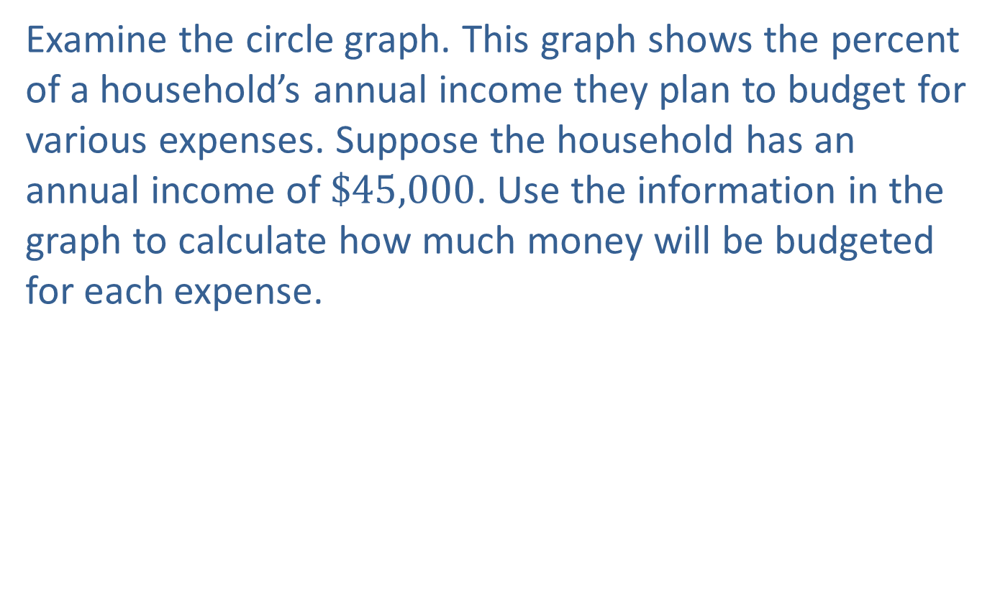 Examine the circle graph. This graph shows the percent
of a household’s annual income they plan to budget for
various expenses. Suppose the household has an
annual income of $45,000. Use the information in the
graph to calculate how much money will be budgeted
for each expense.